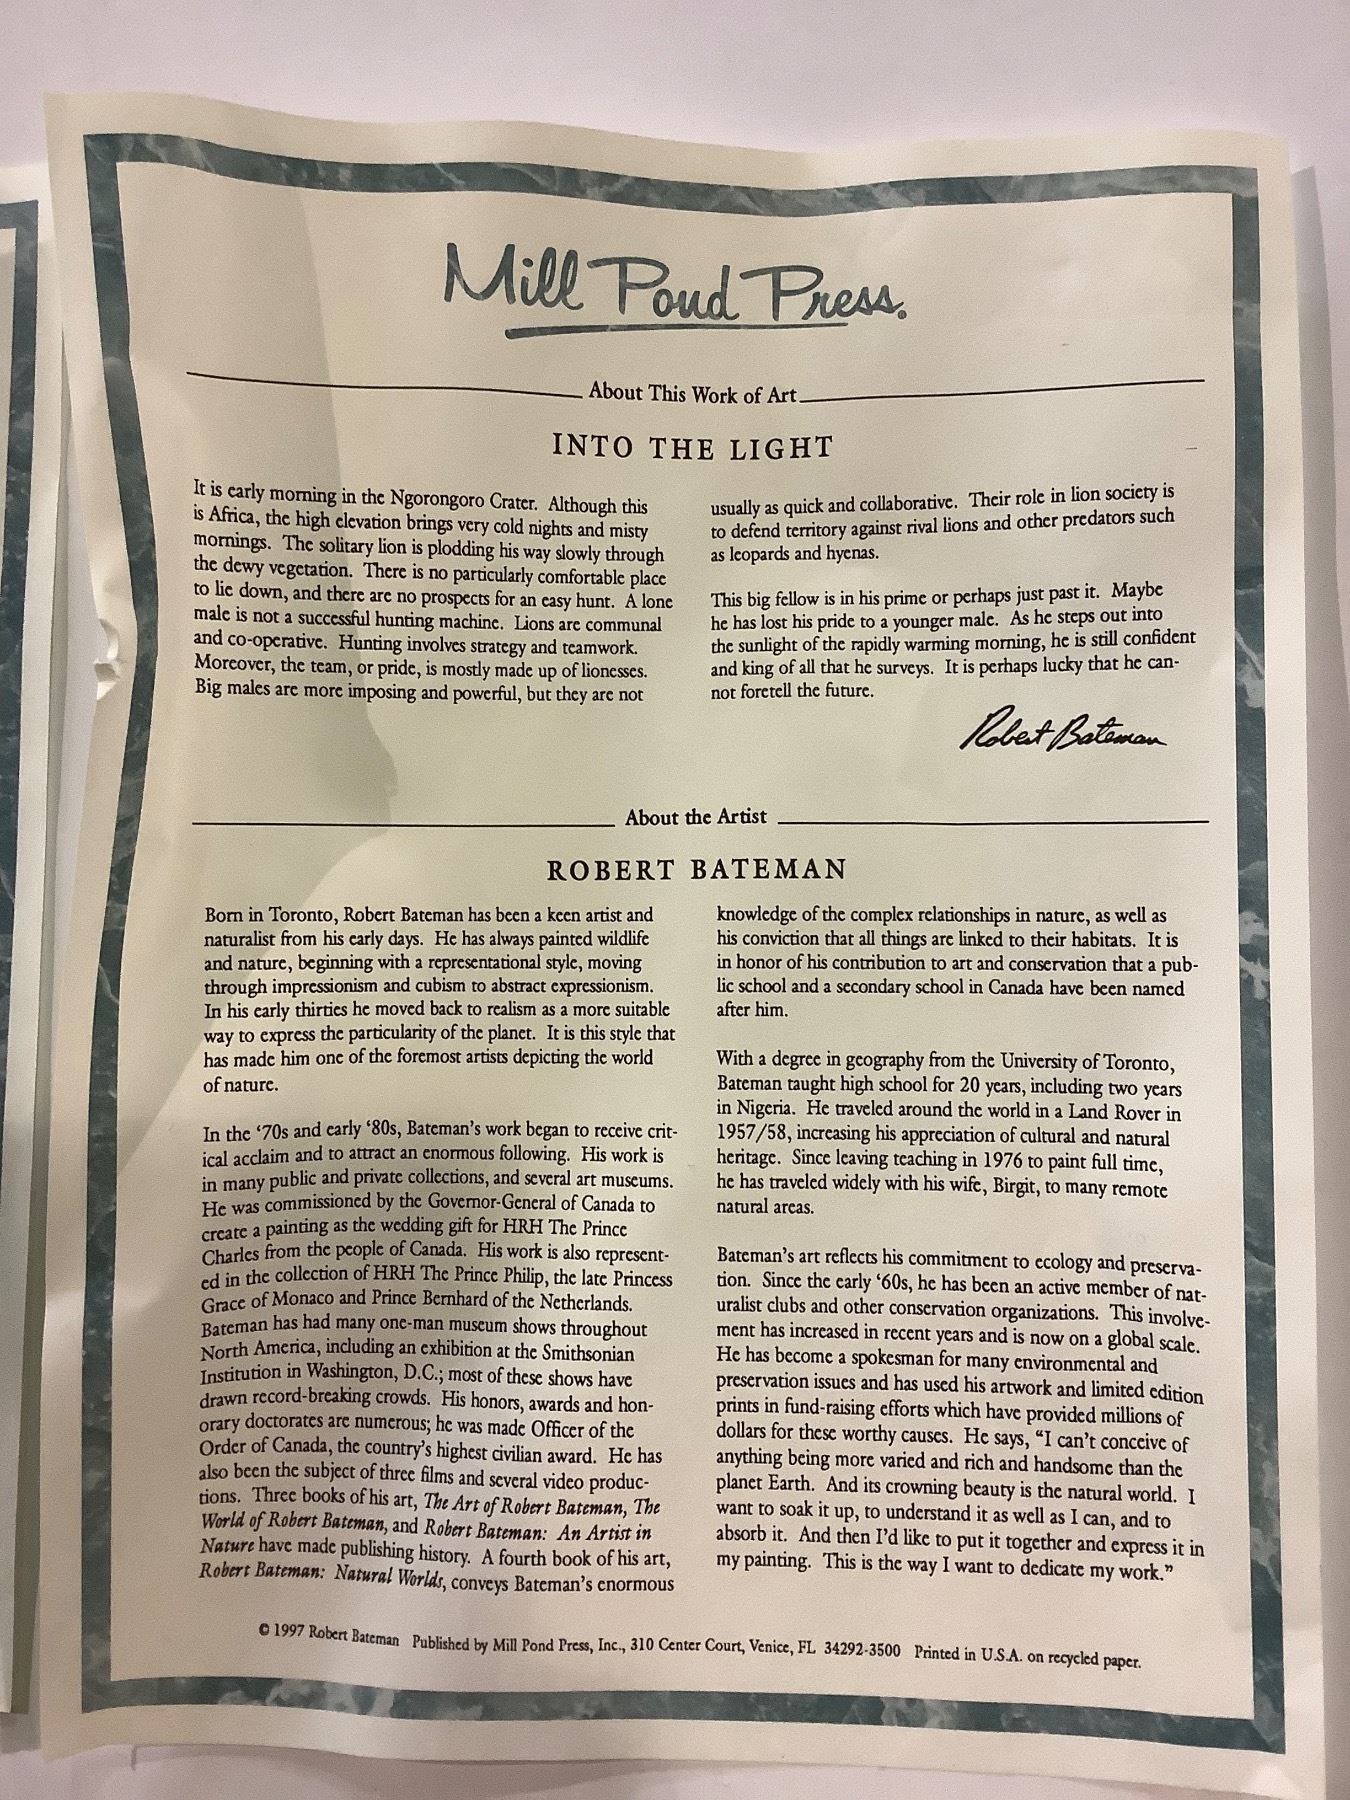 Mill Pond Press.
About This Work of Art
INTO THE LIGHT
It is early morning in the Ngorongoro Crater. Although this
is Africa, the high elevation brings very cold nights and misty
mornings. The solitary lion is plodding his way slowly through
the dewy vegetation. There is no particularly comfortable place
to lie down, and there are no prospects for an easy hunt. A lone
male is not a successful hunting machine. Lions are communal
and co-operative. Hunting involves strategy and teamwork.
Moreover, the team, or pride, is mostly made up of lionesses.
Big males are more imposing and powerful, but they are not
usually as quick and collaborative. Their role in lion society is
to defend territory against rival lions and other predators such
as leopards and hyenas.
This big fellow is in his prime or perhaps just past it. Maybe
he has lost his pride to a younger male. As he steps out into
the sunlight of the rapidly warming morning, he is still confident
and king of all that he surveys. It is perhaps lucky that he can-
not foretell the future.
Robert Bateman
About the Artist
ROBERT BATEMAN
Born in Toronto, Robert Bateman has been a keen artist and
naturalist from his early days. He has always painted wildlife
and nature, beginning with a representational style, moving
through impressionism and cubism to abstract expressionism.
In his early thirties he moved back to realism as a more suitable
way to express the particularity of the planet. It is this style that
has made him one of the foremost artists depicting the world
of nature.
In the ‘70s and early ‘80s, Bateman’s work began to receive crit-
ical acclaim and to attract an enormous following. His work is
in many public and private collections, and several art museums.
He was commissioned by the Governor-General of Canada to
create a painting as the wedding gift for HRH The Prince
Charles from the people of Canada. His work is also represent-
ed in the collection of HRH The Prince Philip, the late Princess
Grace of Monaco and Prince Bernhard of the Netherlands.
Bateman has had many one-man museum shows throughout
North America, including an exhibition at the Smithsonian
Institution in Washington, D.C.; most of these shows have
drawn record-breaking crowds. His honors, awards and hon-
orary doctorates are numerous; he was made Officer of the
Order of Canada, the country’s highest civilian award. He has
also been the subject of three films and several video produc-
tions. Three books of his art, The Art of Robert Bateman, The
World of Robert Bateman, and Robert Bateman: An Artist in
Nature have made publishing history. A fourth book of his art,
Robert Bateman: Natural Worlds, conveys Bateman’s enormous
knowledge of the complex relationships in nature, as well as
his conviction that all things are linked to their habitats. It is
in honor of his contribution to art and conservation that a pub-
lic school and a secondary school in Canada have been named
after him.
With a degree in geography from the University of Toronto,
Bateman taught high school for 20 years, including two years
in Nigeria. He traveled around the world in a Land Rover in
1957/58, increasing his appreciation of cultural and natural
heritage. Since leaving teaching in 1976 to paint full time,
he has traveled widely with his wife, Birgit, to many remote
natural areas.
Bateman’s art reflects his commitment to ecology and preserva-
tion. Since the early ‘60s, he has been an active member of nat-
uralist clubs and other conservation organizations. This involve-
ment has increased in recent years and is now on a global scale.
He has become a spokesman for many environmental and
preservation issues and has used his artwork and limited edition
prints in fund-raising efforts which have provided millions of
dollars for these worthy causes. He says, “I can’t conceive of
anything being more varied and rich and handsome than the
planet Earth. And its crowning beauty is the natural world. I
want to soak it up, to understand it as well as I can, and to
absorb it. And then I’d like to put it together and express it in
my painting. This is the way I want to dedicate my work.”
© 1997 Robert Bateman Published by Mill Pond Press, Inc., 310 Center Court, Venice, FL 34292-3500 Printed in U.S.A. on recycled paper.